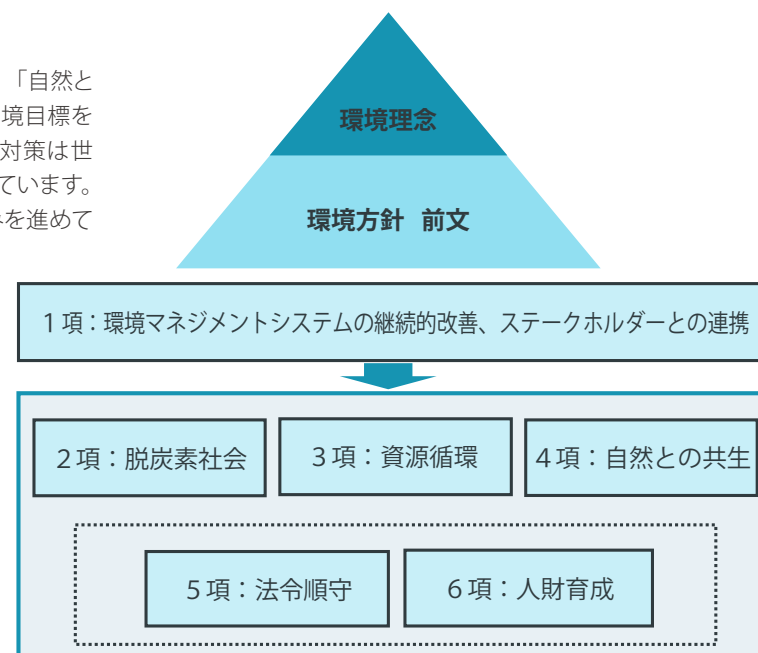 「自然と
境目標を
対策は世
ています。
を進めて
環境理念
環境方針 前文
1項：環境マネジメントシステムの継続的改善、ステークホルダーとの連携
2項：脱炭素社会
3項：資源循環
4項：自然との共生
5項：法令順守
6項：人財育成